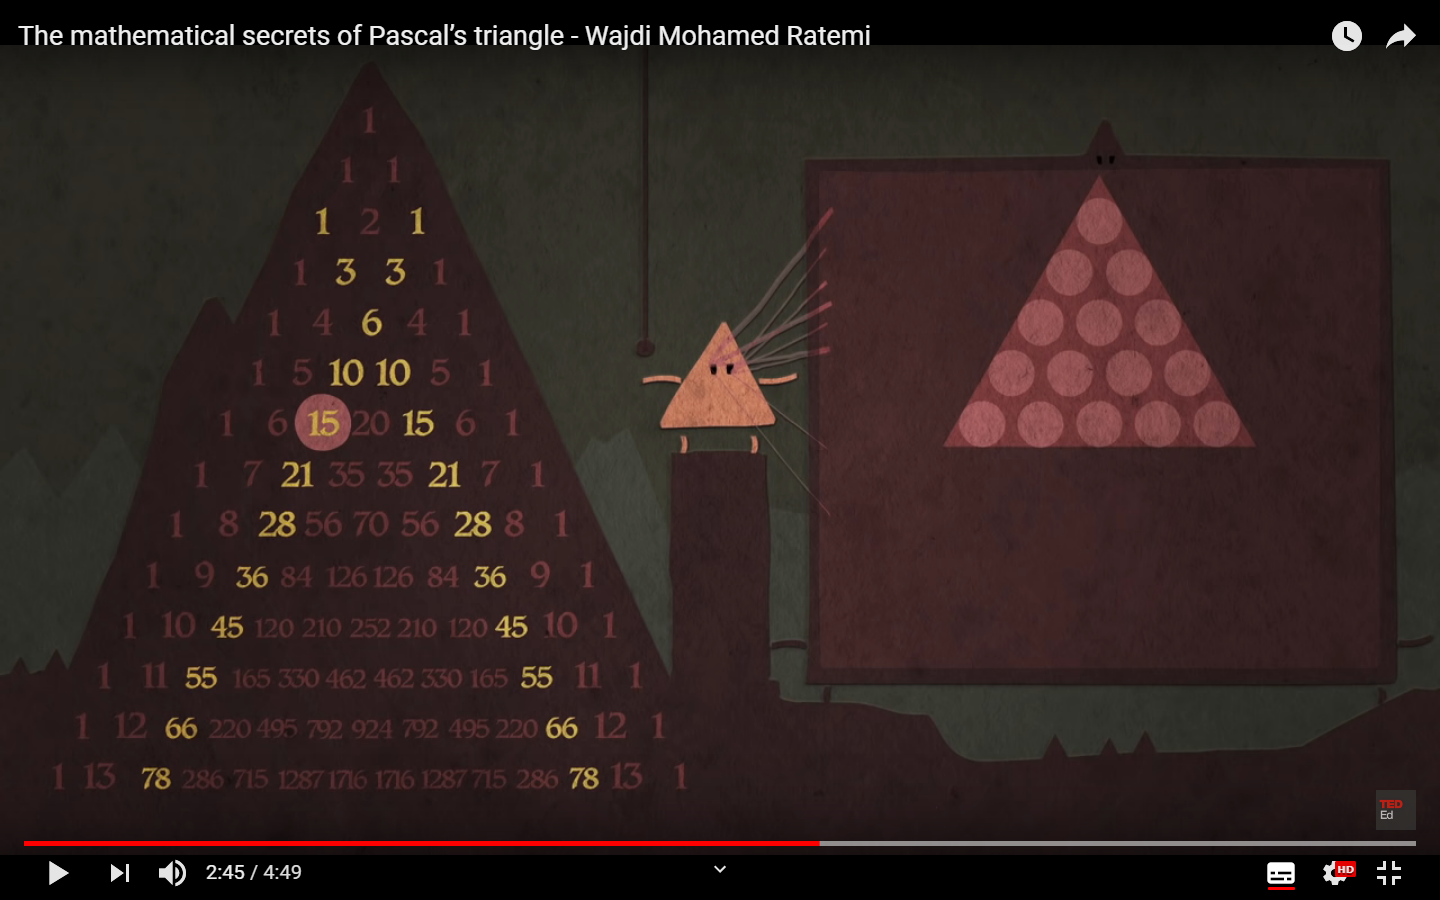 The mathematical secrets of Pascal’s triangle - Wajdi Mohamed Ratemi
1
1 1
1 2 1
1 3 3 1
1 4 6 4 1
1 5 10 10 5 1
1 6 15 20 15 6 1
1 7 21 35 35 21 7 1
1 8 28 56 70 56 28 8 1
1 9 36 84 126 126 84 36 9 1
1 10 45 120 210 252 210 120 45 10 1
1 11 55 165 330 462 462 330 165 55 11 1
1 12 66 220 495 792 924 792 495 220 66 12 1
1 13 78 286 715 1287 1716 1716 1287 715 286 78 13 1
TED
Ed
2:45 / 4:49
HD